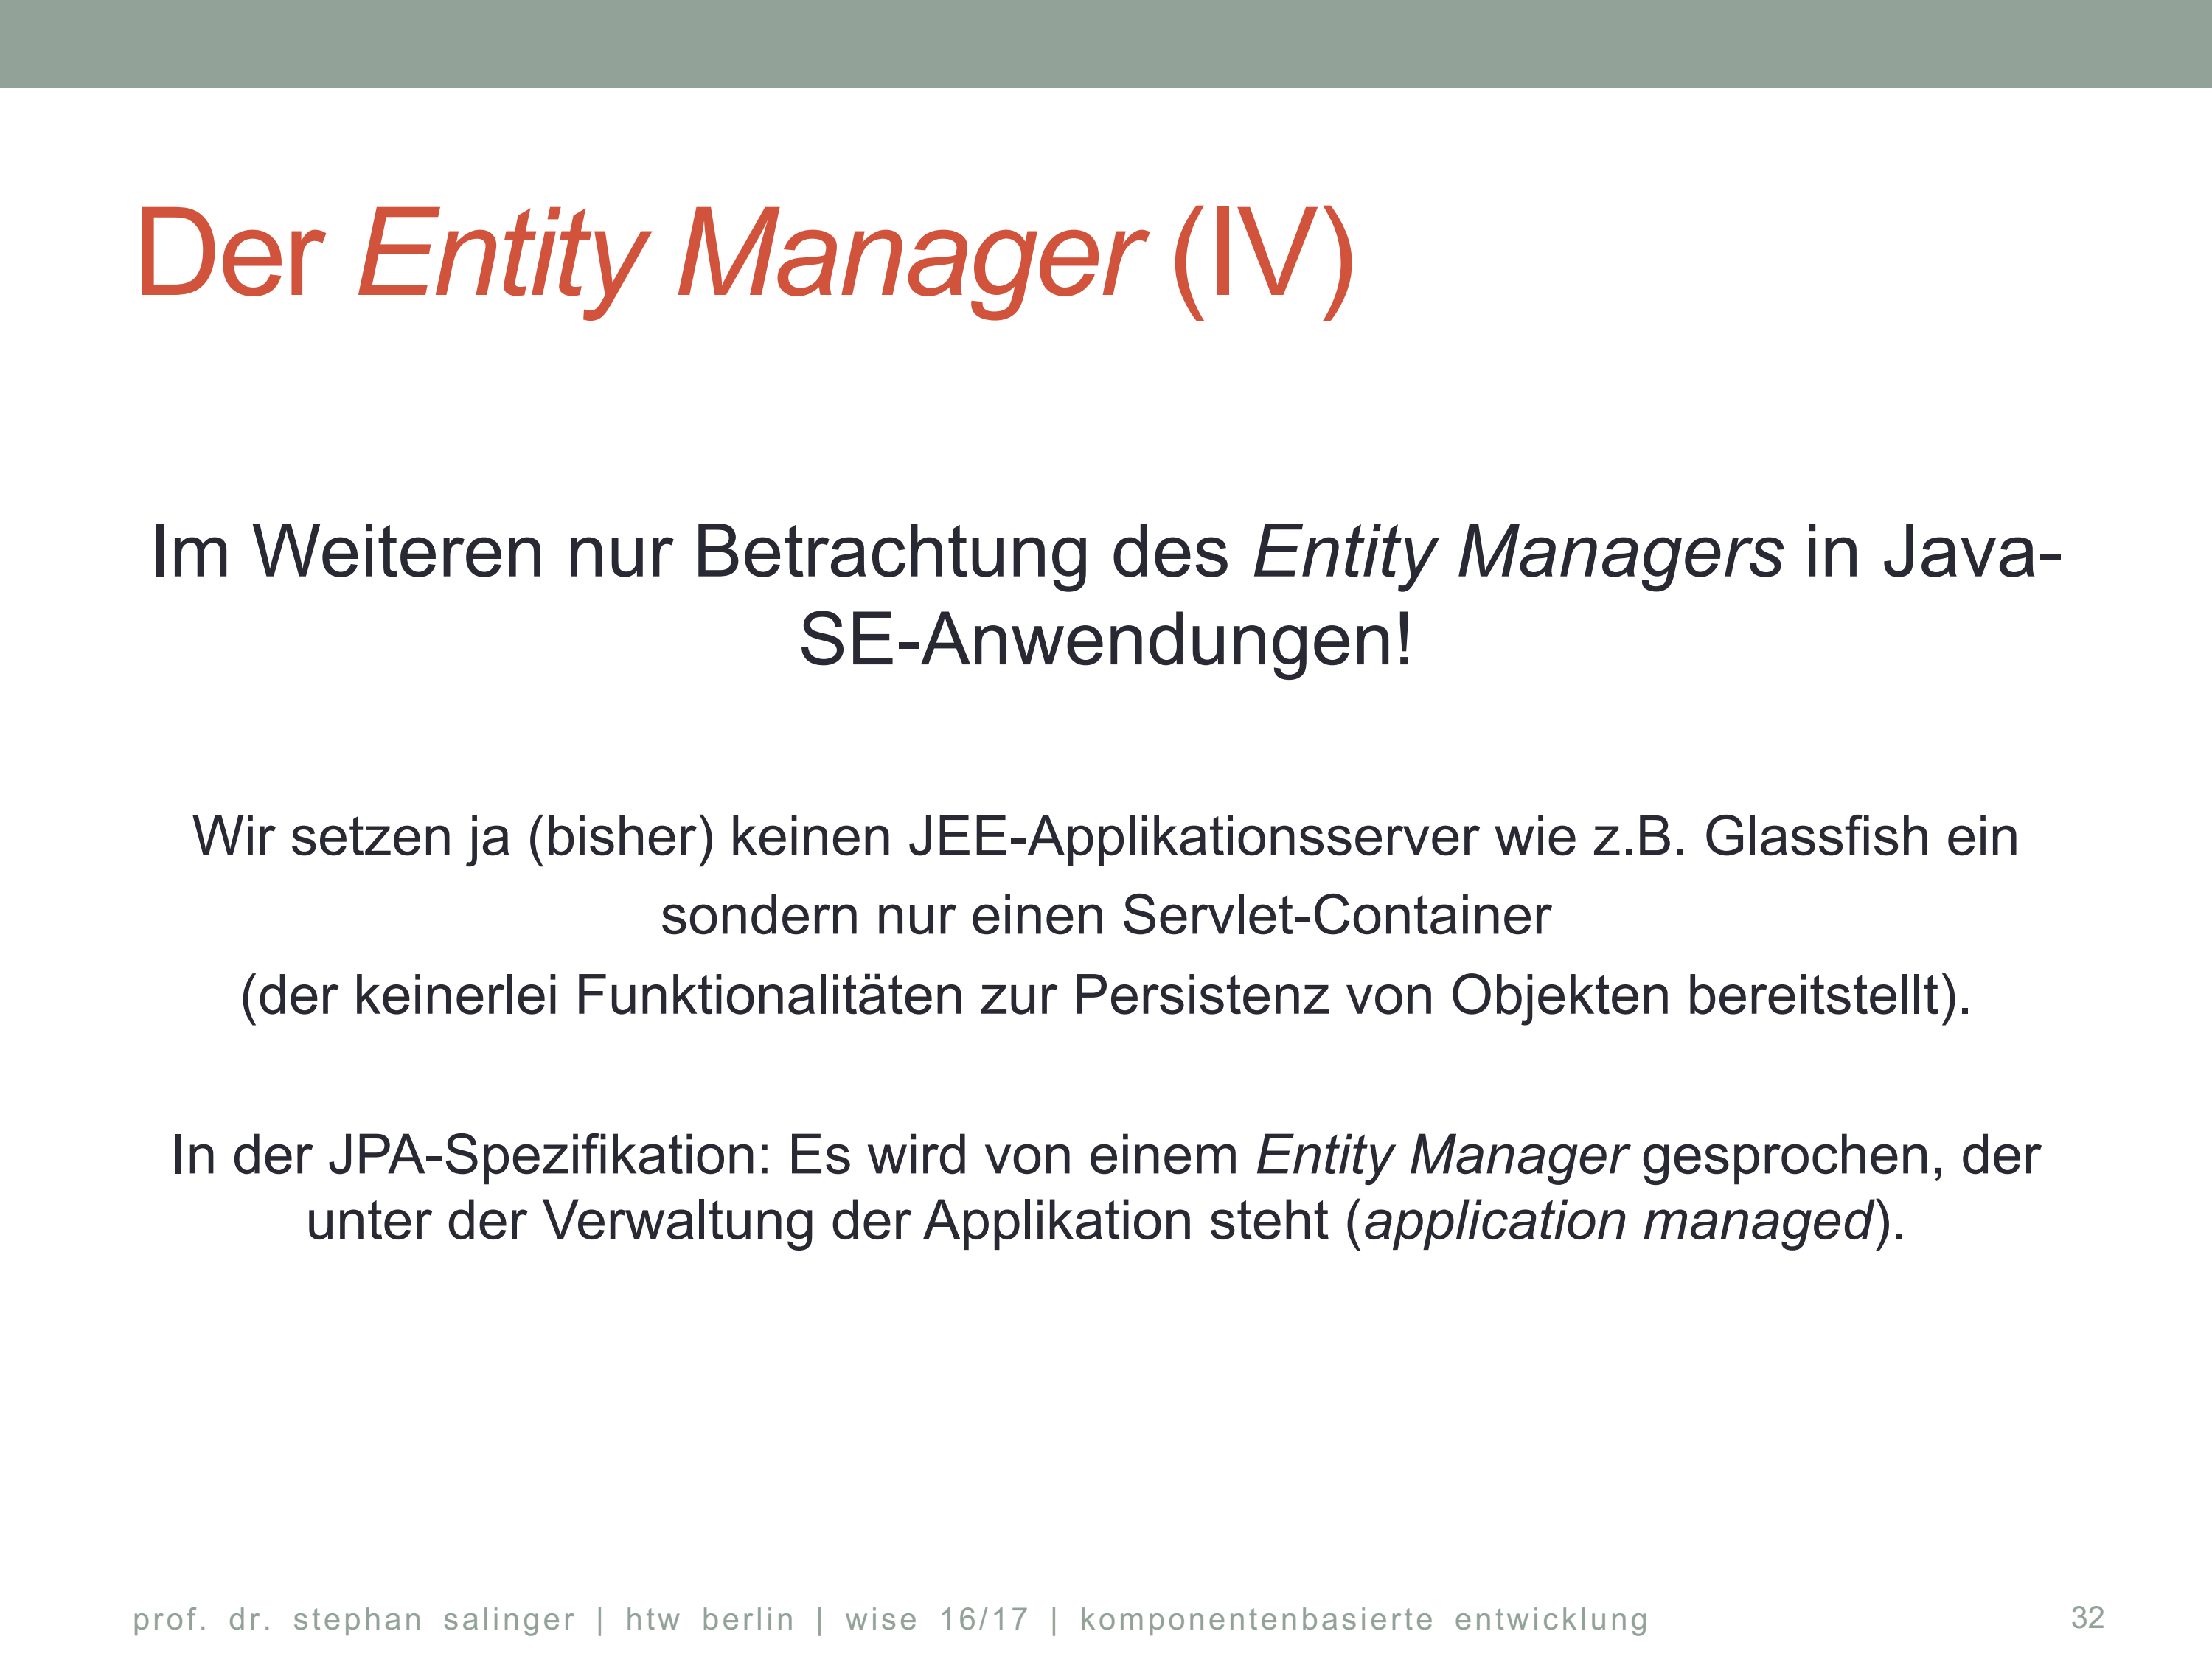 Der Entity Manager (IV)
Im Weiteren nur Betrachtung des Entity Managers in Java-
SE-Anwendungen!
Wir setzen ja (bisher) keinen JEE-Applikationsserver wie z.B. Glassfish ein
sondern nur einen Servlet-Container
(der keinerlei Funktionalitäten zur Persistenz von Objekten bereitstellt).
In der JPA-Spezifikation: Es wird von einem Entity Manager gesprochen, der
unter der Verwaltung der Applikation steht (application managed).
prof. dr. stephan salinger | htw berlin | wise 16/17 | komponentenbasierte entwicklung 32